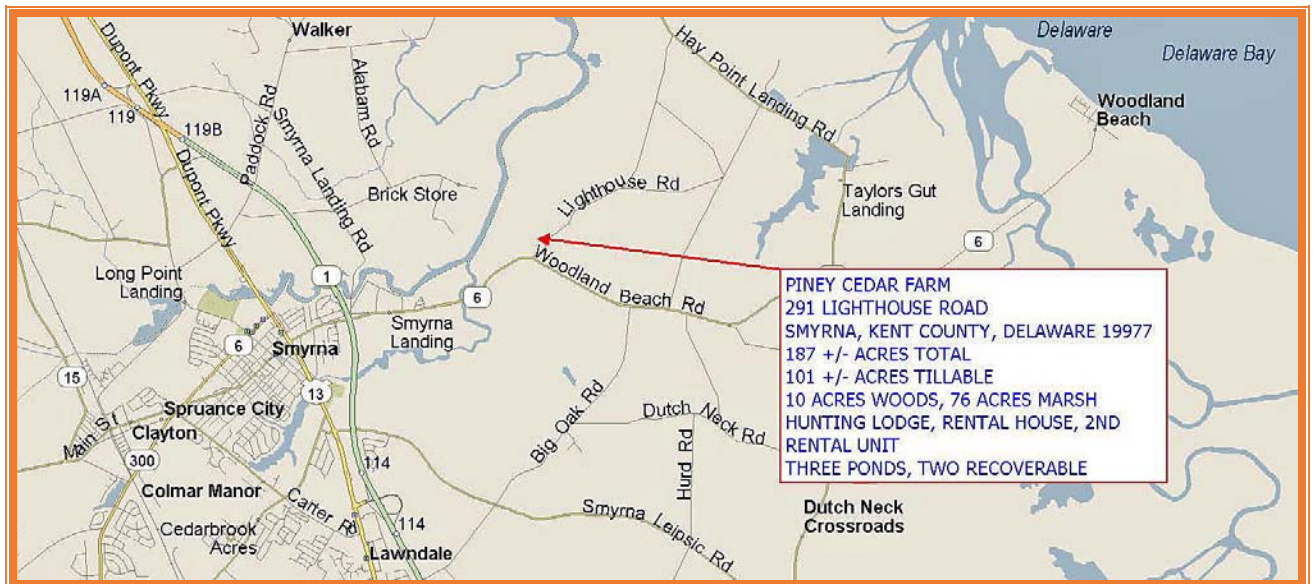 Walker
Delaware
Delaware Bay
Dupont Pkwy
Hay Point Landing Rd
Alabam Rd
119A
119
119B
Paddock Rd
Smyrna Landing Rd
Woodland
Beach
Dupont Pkwy
Brick Store
Lighthouse Rd
Taylors Gut
Landing
6
Long Point
Landing
1
Woodland Beach Rd
6
Smyrna
Landing
6
Smyrna
15
13
Spruance City
Main St
Clayton
300
Big Oak Rd
Dutch Neck Rd
Hurd Rd
114
Colmar Manor
Carter Rd
Cedarbrook
Acres
114
Lawndale
Smyrna Leipsic Rd
Dutch Neck
Crossroads
PINEY CEDAR FARM
291 LIGHTHOUSE ROAD
SMYRNA, KENT COUNTY, DELAWARE 19977
187 +/- ACRES TOTAL
101 +/- ACRES TILLABLE
10 ACRES WOODS, 76 ACRES MARSH
HUNTING LODGE, RENTAL HOUSE, 2ND
RENTAL UNIT
THREE PONDS, TWO RECOVERABLE